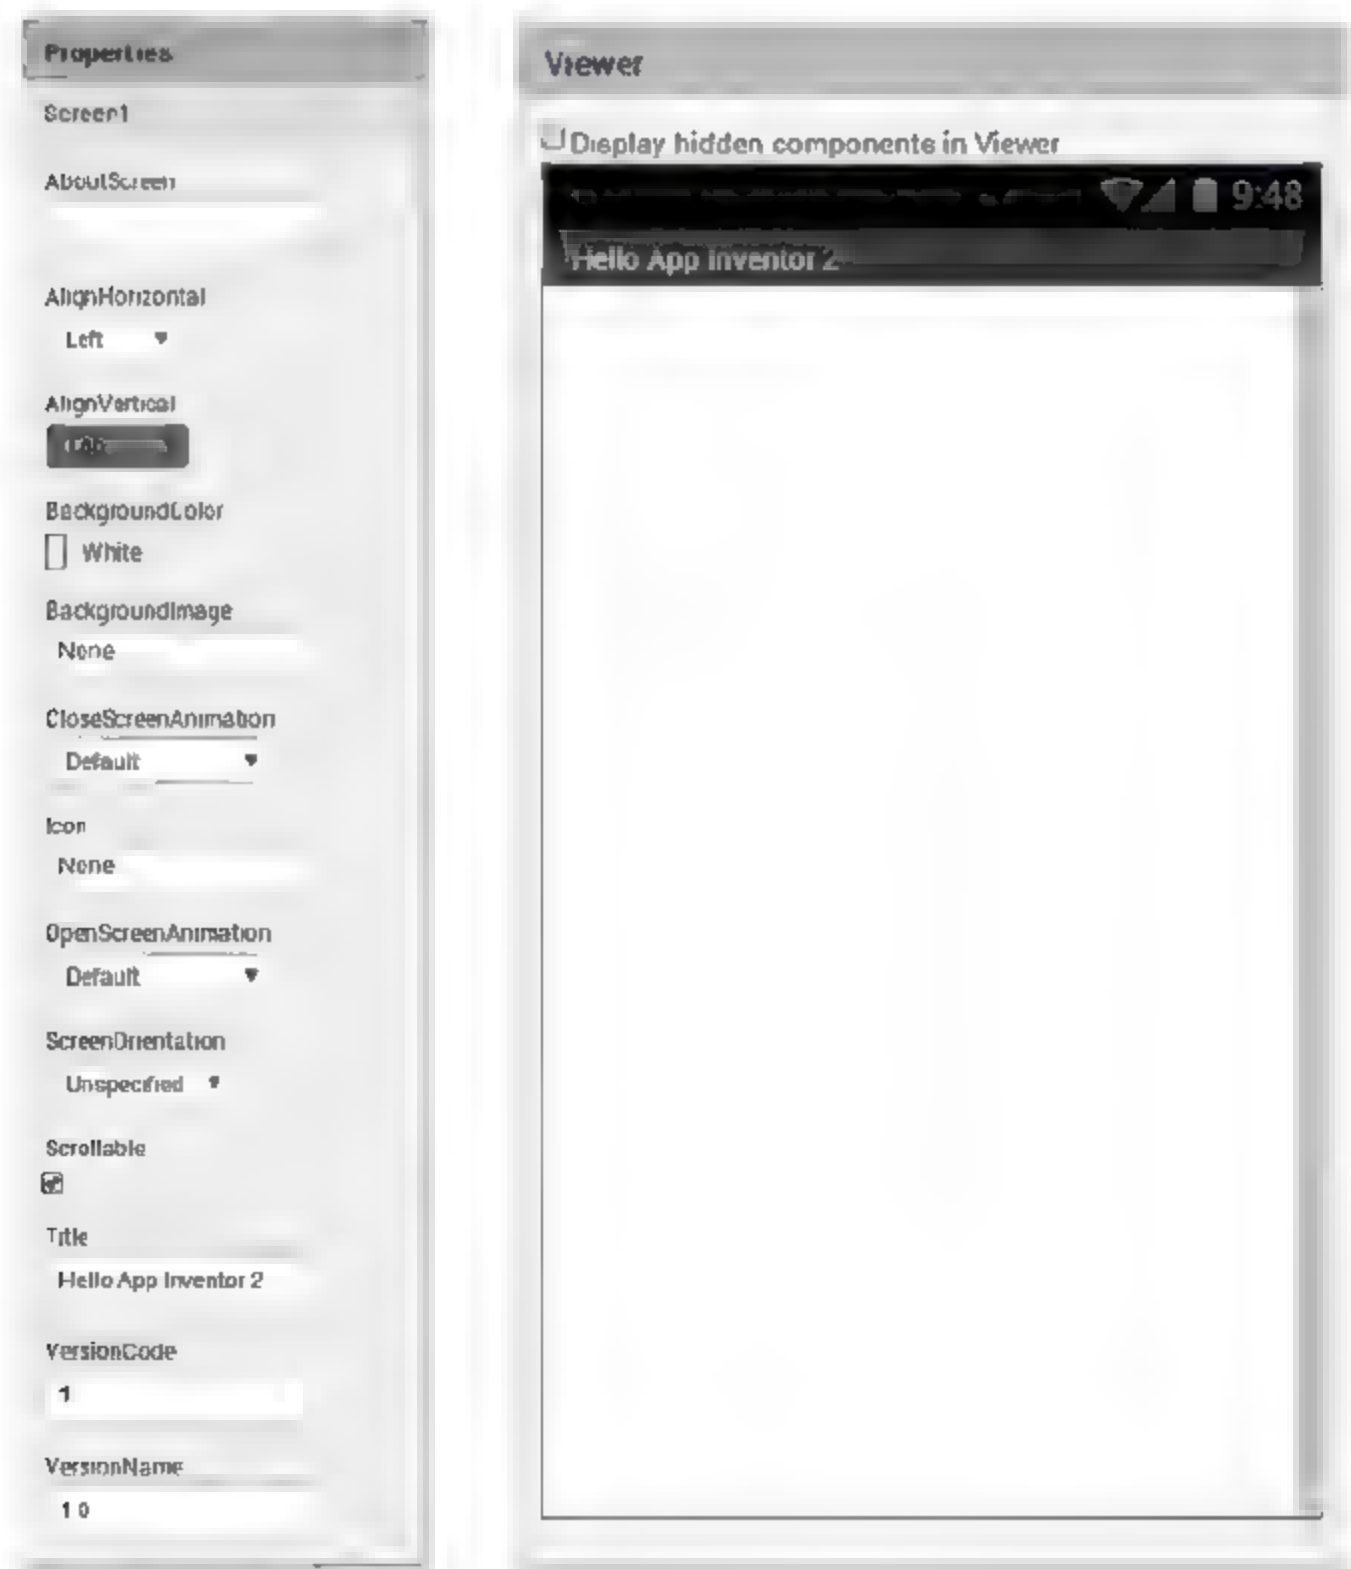 Properties
Screen1
AboutScreen
AlignHorizontal
Left
AlignVertical
BackgroundColor
White
BackgroundImage
None
CloseScreenAnimation
Default
Icon
None
OpenScreenAnimation
Default
ScreenOrientation
Unspecified
Scrollable
Title
Hello App Inventor 2
VersionCode
1
VersionName
1.0
Viewer
Display hidden components in Viewer
9:48
Hello App Inventor 2